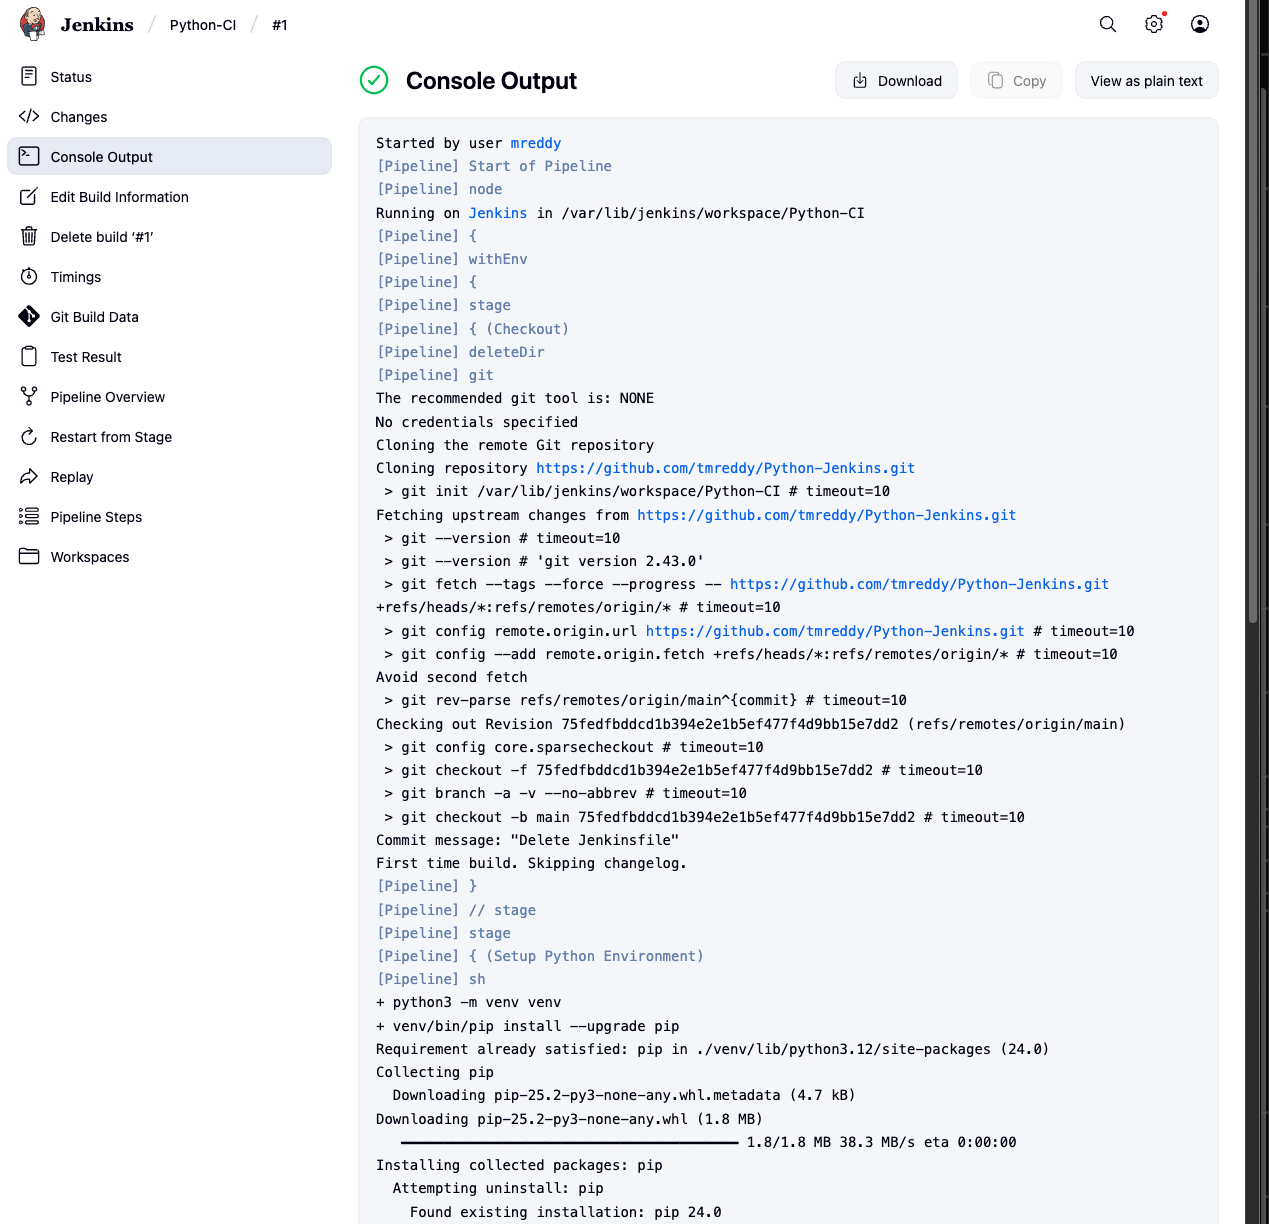 Jenkins / Python-CI / #1
Status
Changes
Console Output
Edit Build Information
Delete build ‘#1’
Timings
Git Build Data
Test Result
Pipeline Overview
Restart from Stage
Replay
Pipeline Steps
Workspaces
Console Output
Download
Copy
View as plain text
Started by user mreddy
[Pipeline] Start of Pipeline
[Pipeline] node
Running on Jenkins in /var/lib/jenkins/workspace/Python-CI
[Pipeline] {
[Pipeline] withEnv
[Pipeline] {
[Pipeline] stage
[Pipeline] { (Checkout)
[Pipeline] deleteDir
[Pipeline] git
The recommended git tool is: NONE
No credentials specified
Cloning the remote Git repository
Cloning repository https://github.com/tmreddy/Python-Jenkins.git
 > git init /var/lib/jenkins/workspace/Python-CI # timeout=10
Fetching upstream changes from https://github.com/tmreddy/Python-Jenkins.git
 > git --version # timeout=10
 > git --version # 'git version 2.43.0'
 > git fetch --tags --force --progress -- https://github.com/tmreddy/Python-Jenkins.git
+refs/heads/*:refs/remotes/origin/* # timeout=10
 > git config remote.origin.url https://github.com/tmreddy/Python-Jenkins.git # timeout=10
 > git config --add remote.origin.fetch +refs/heads/*:refs/remotes/origin/* # timeout=10
Avoid second fetch
 > git rev-parse refs/remotes/origin/main^{commit} # timeout=10
Checking out Revision 75fedfbddcd1b394e2e1b5ef477f4d9bb15e7dd2 (refs/remotes/origin/main)
 > git config core.sparsecheckout # timeout=10
 > git checkout -f 75fedfbddcd1b394e2e1b5ef477f4d9bb15e7dd2 # timeout=10
 > git branch -a -v --no-abbrev # timeout=10
 > git checkout -b main 75fedfbddcd1b394e2e1b5ef477f4d9bb15e7dd2 # timeout=10
Commit message: "Delete Jenkinsfile"
First time build. Skipping changelog.
[Pipeline] }
[Pipeline] // stage
[Pipeline] stage
[Pipeline] { (Setup Python Environment)
[Pipeline] sh
+ python3 -m venv venv
+ venv/bin/pip install --upgrade pip
Requirement already satisfied: pip in ./venv/lib/python3.12/site-packages (24.0)
Collecting pip
  Downloading pip-25.2-py3-none-any.whl.metadata (4.7 kB)
Downloading pip-25.2-py3-none-any.whl (1.8 MB)
   ━━━━━━━━━━━━━━━━━━━━━━━━━━━━━━━━━━━━━━━━ 1.8/1.8 MB 38.3 MB/s eta 0:00:00
Installing collected packages: pip
  Attempting uninstall: pip
    Found existing installation: pip 24.0